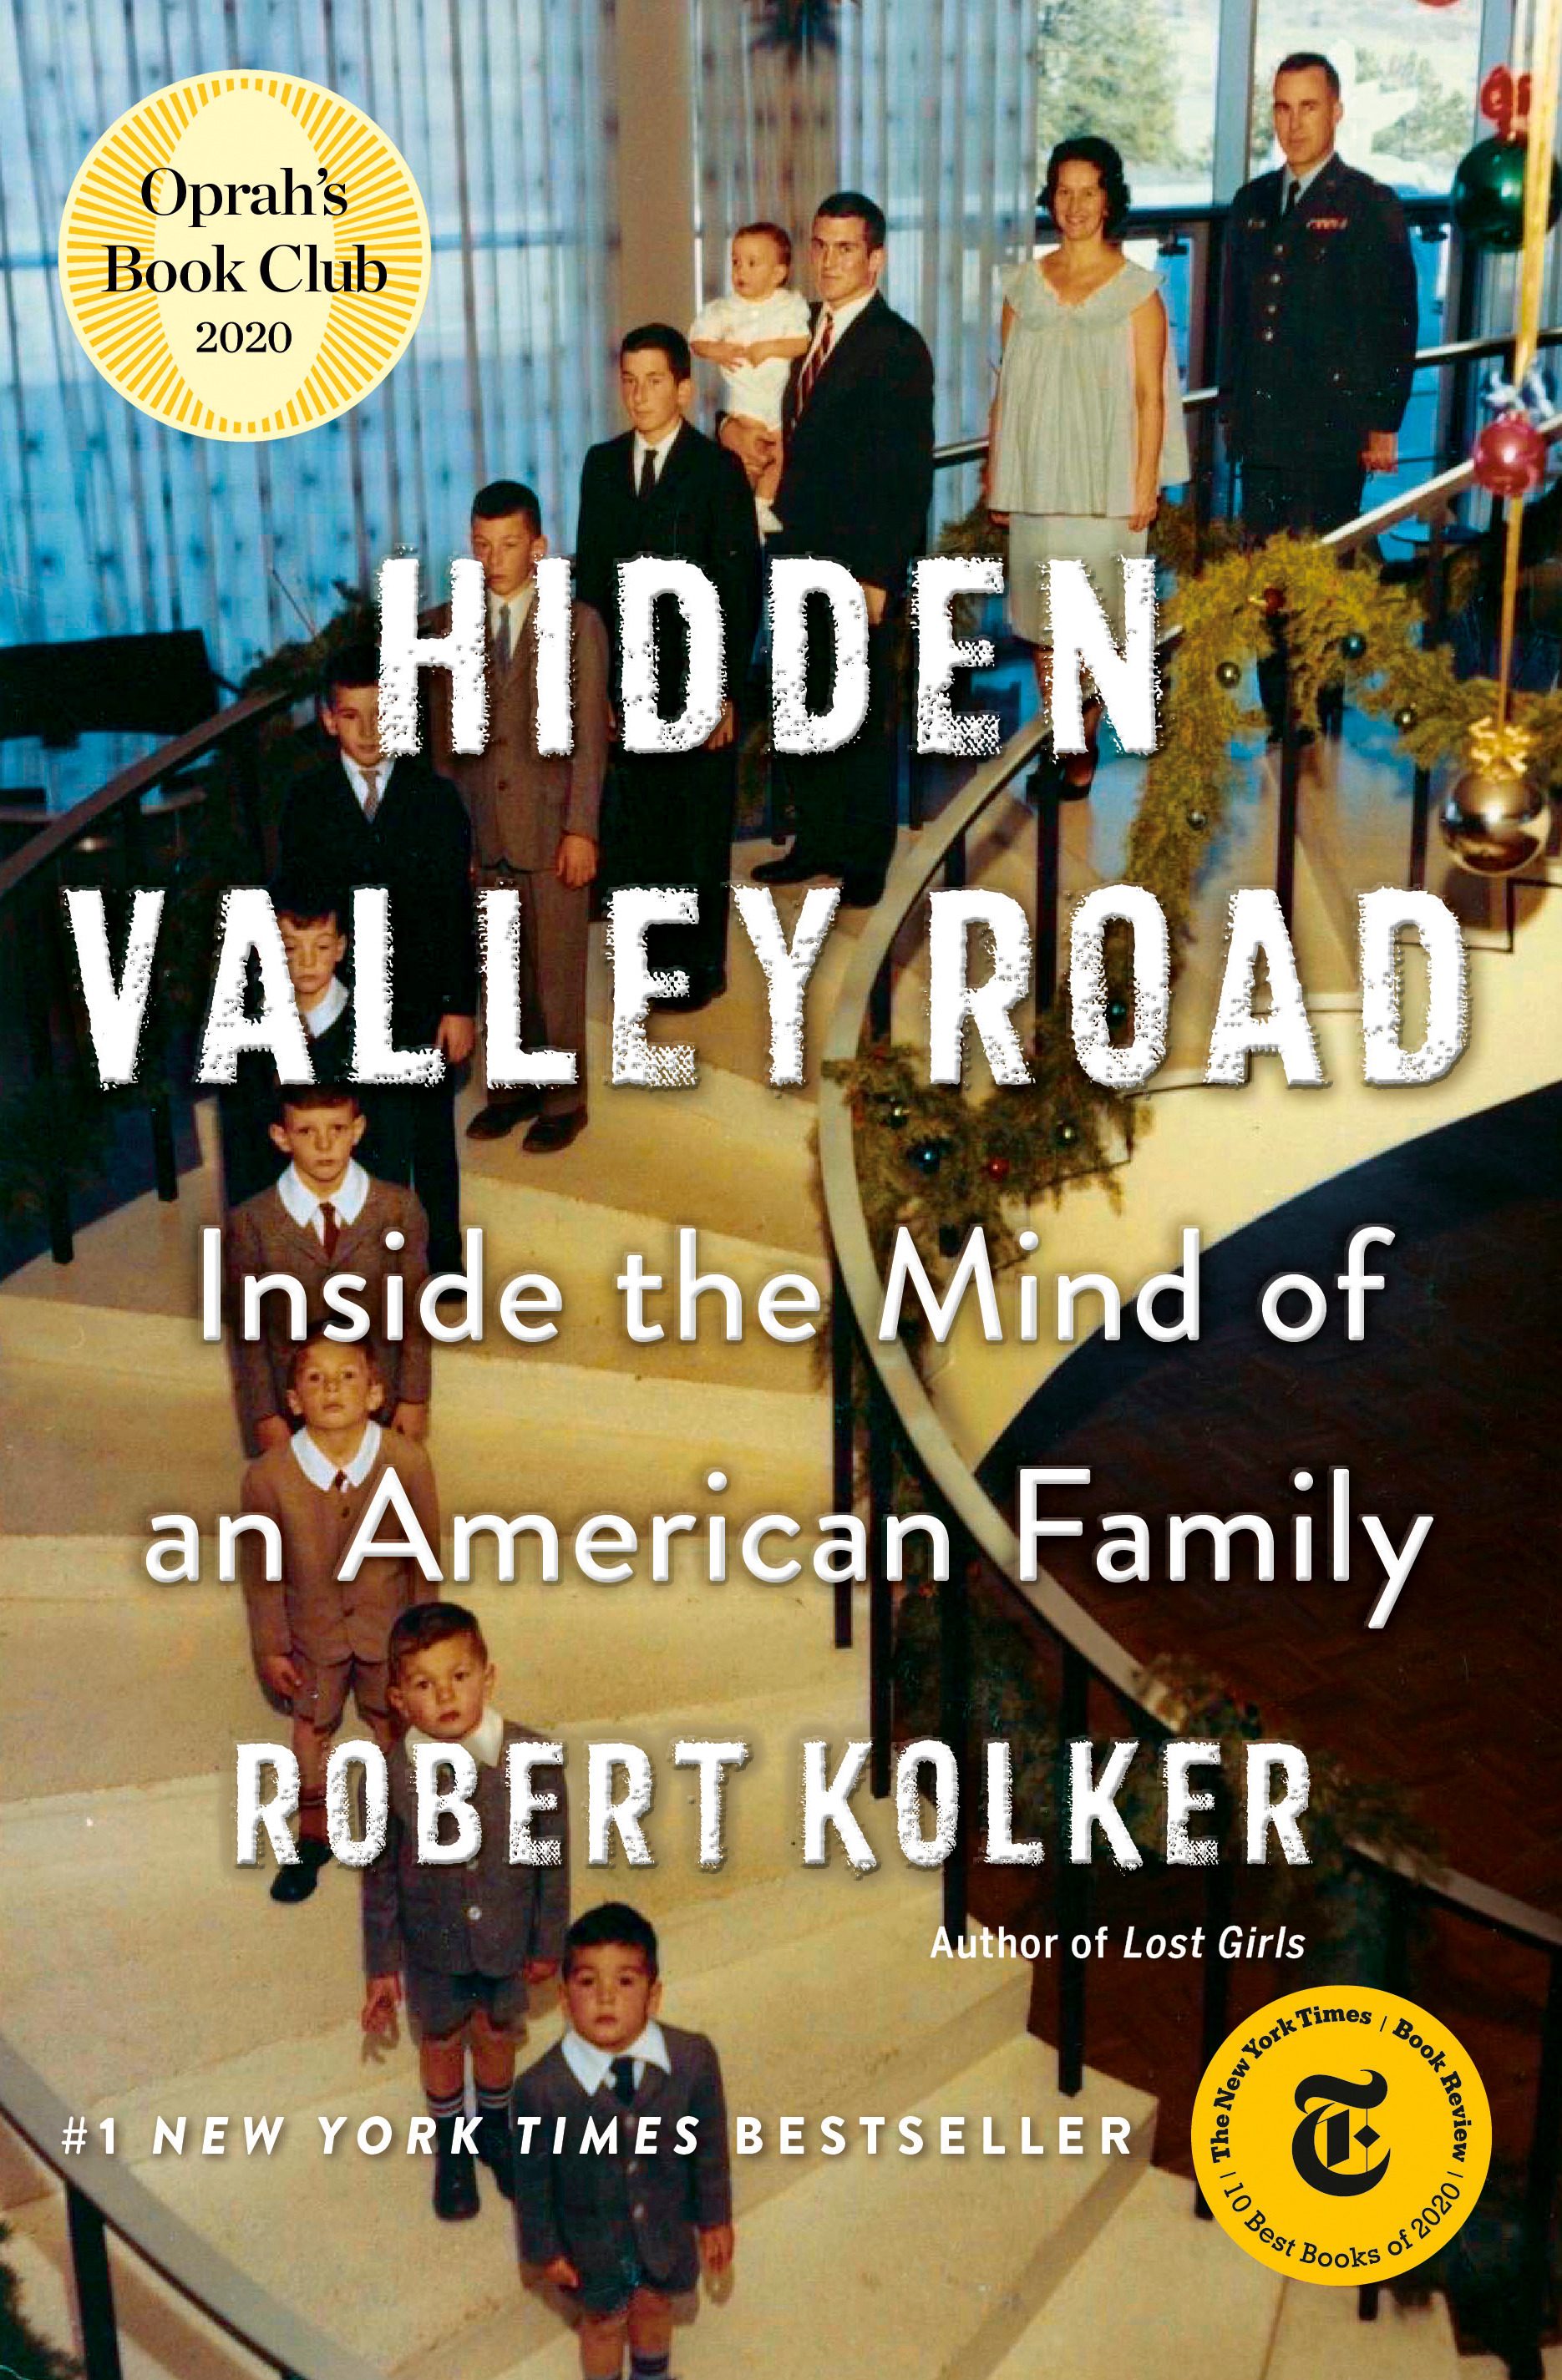 Oprah's
Book Club
2020
HIDDEN
VALLEY ROAD
Inside the Mind of
an American Family
ROBERT KOLKER
Author of Lost Girls
#1 NEW YORK TIMES BESTSELLER
The New York Times | Book Review |
T
10 Best Books of 2020 |